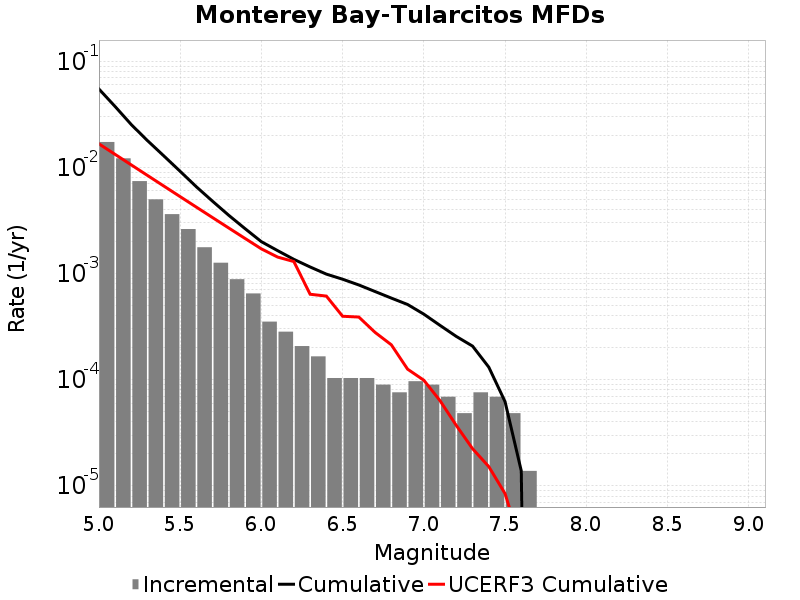 Monterey Bay-Tularcitos MFDs
10-1
10-2
10-3
10-4
10-5
Rate (1/yr)
5.0 5.5 6.0 6.5 7.0 7.5 8.0 8.5 9.0
Magnitude
Incremental Cumulative UCERF3 Cumulative